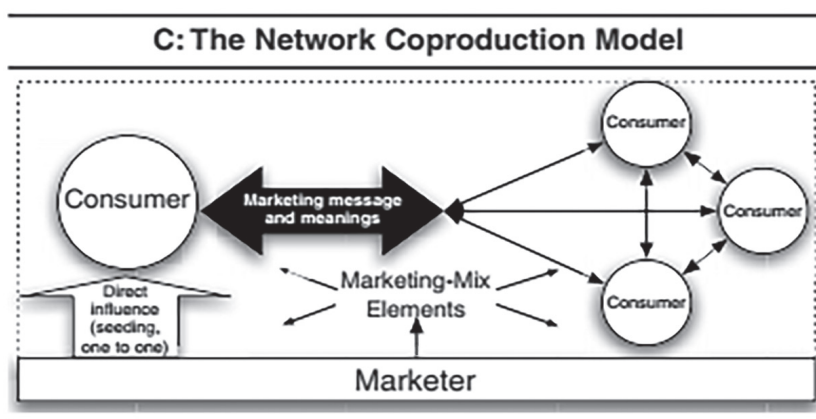 C: The Network Coproduction Model
Consumer
Marketing message
and meanings
Consumer
Consumer
Consumer
Direct
influence
(seeding,
one to one)
Marketing-Mix
Elements
Marketer